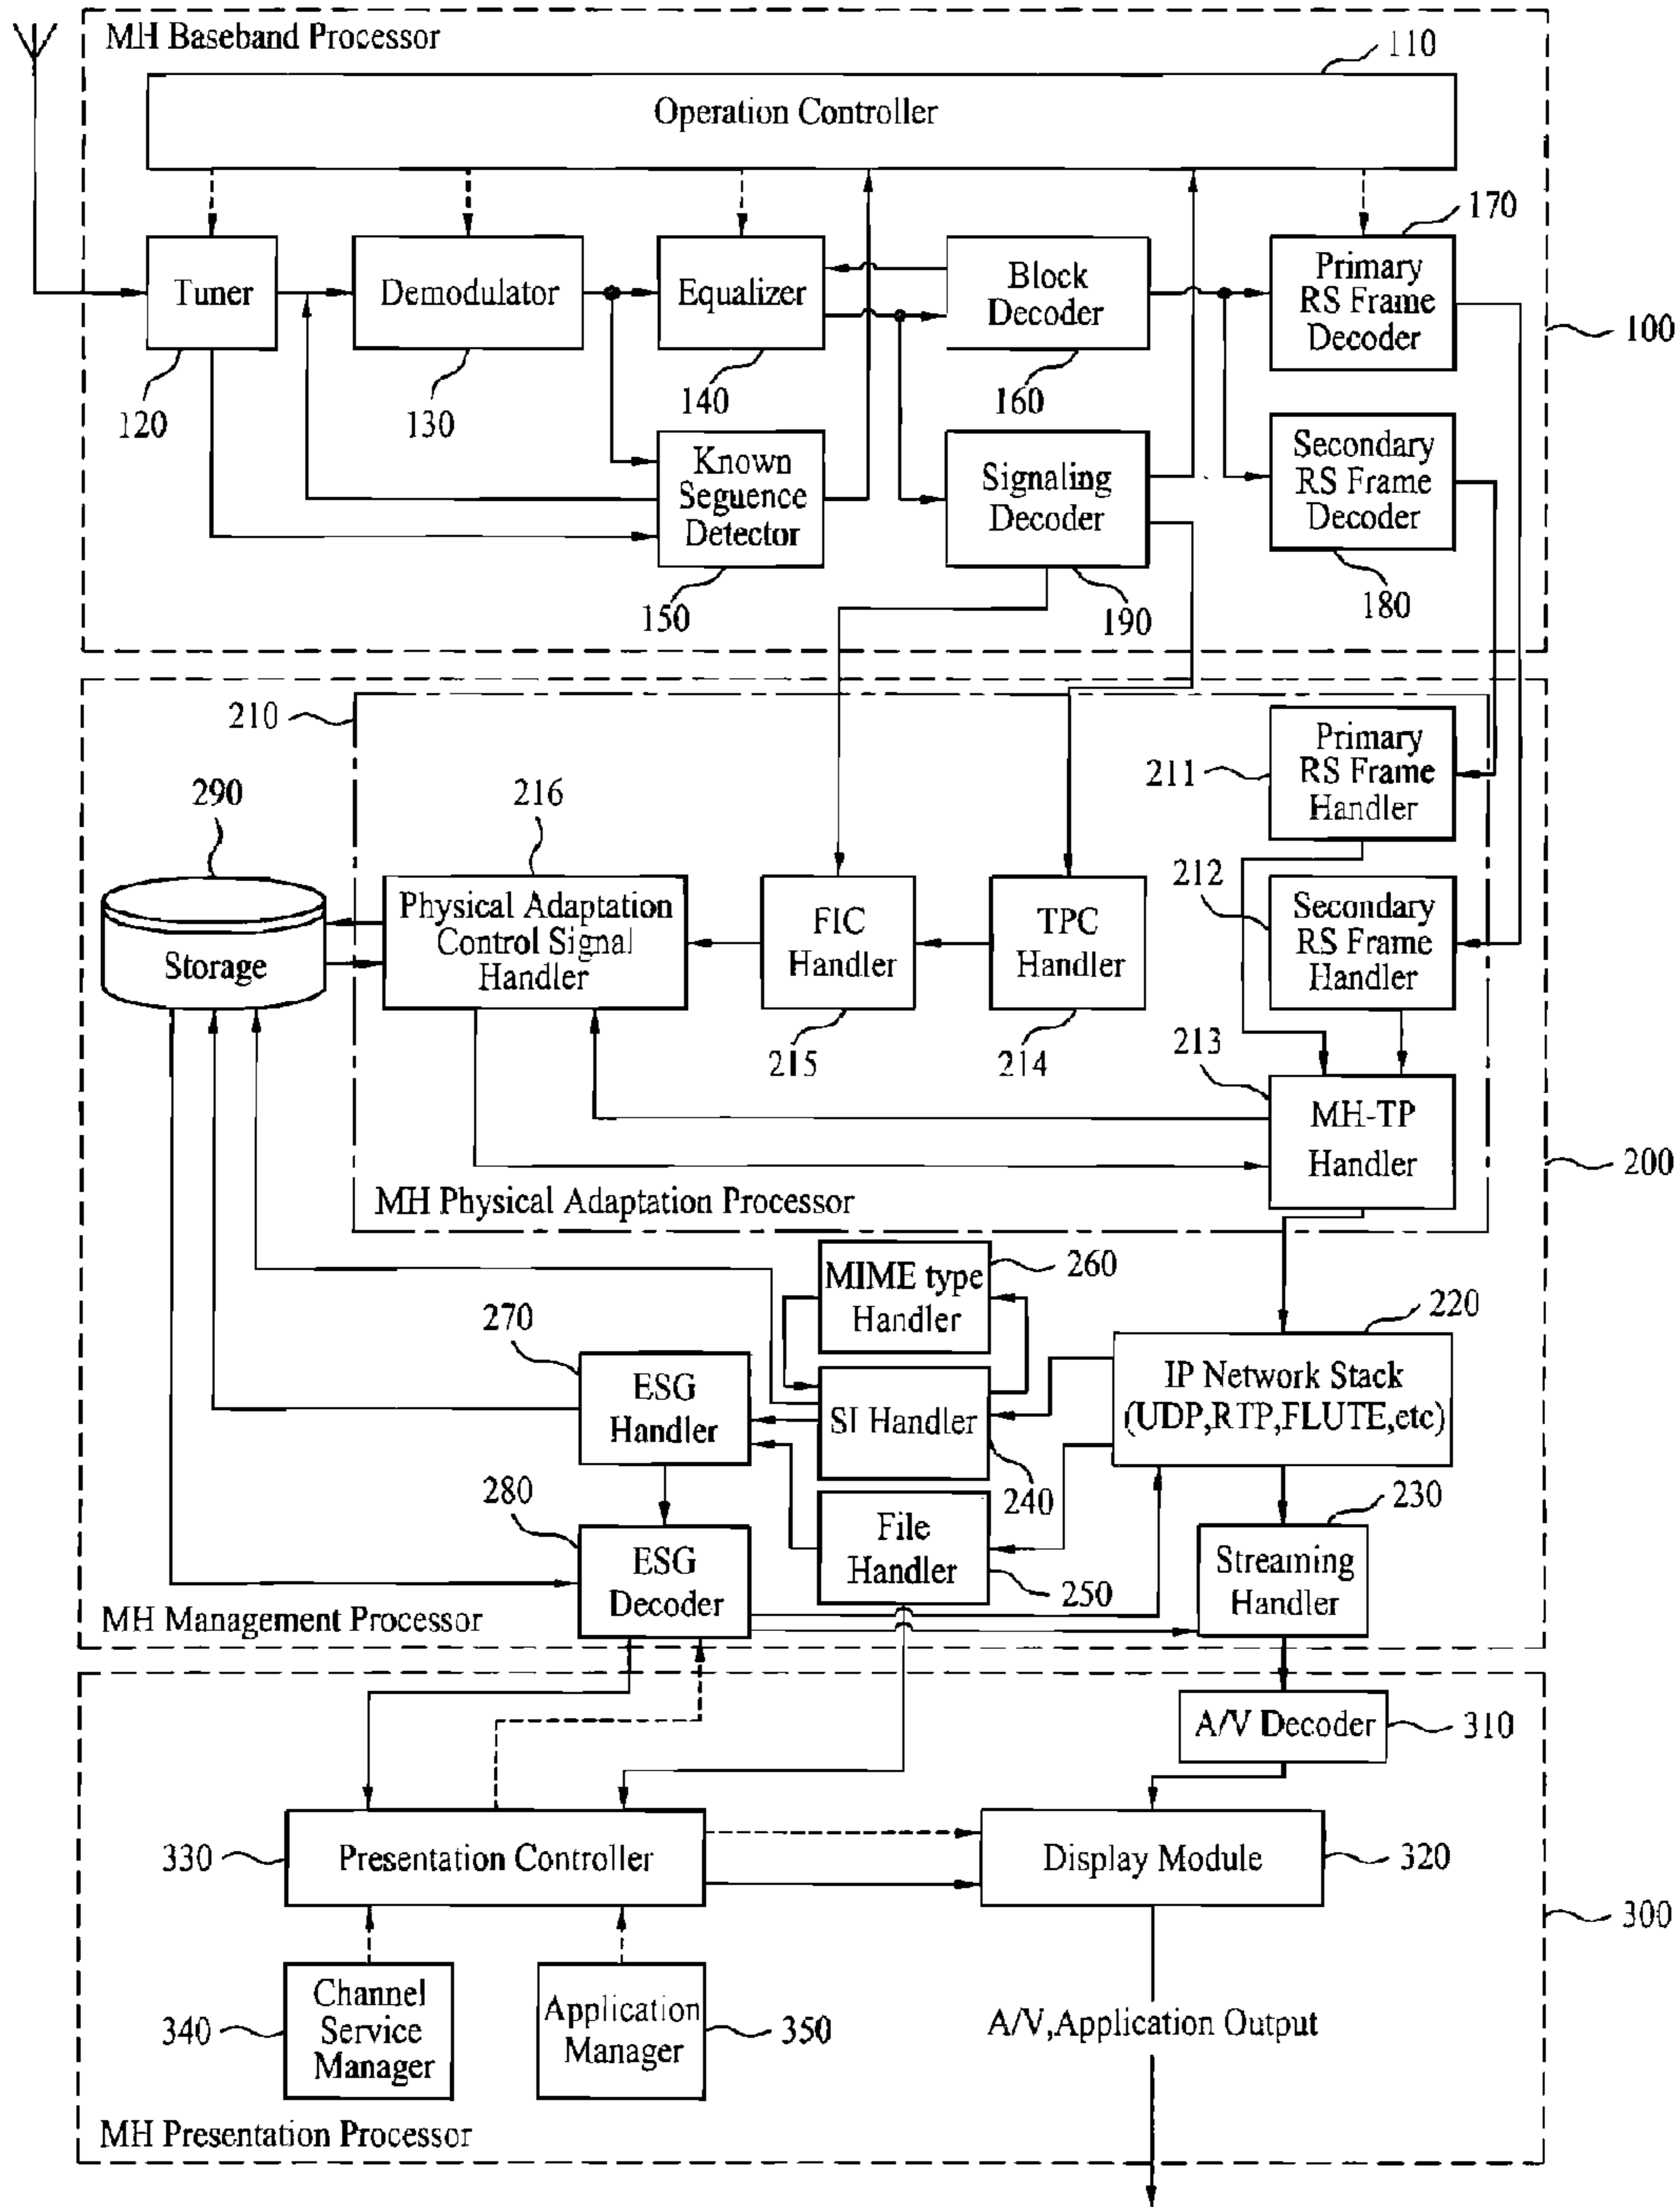 MH Baseband Processor
110
Operation Controller
170
Tuner
Demodulator
Equalizer
Block
Decoder
Primary
RS Frame
Decoder
100
120
130
140
160
Known
Seguence
Detector
Signaling
Decoder
Secondary
RS Frame
Decoder
150
190
180
210
211
Primary
RS Frame
Handler
290
216
212
Storage
Physical Adaptation
Control Signal
Handler
FIC
Handler
TPC
Handler
Secondary
RS Frame
Handler
215
214
213
MH-TP
Handler
200
MH Physical Adaptation Processor
MIME type
Handler
260
270
220
ESG
Handler
SI Handler
IP Network Stack
(UDP,RTP,FLUTE,etc)
280
240
230
ESG
Decoder
File
Handler
250
Streaming
Handler
MH Management Processor
A/V Decoder
310
330
Presentation Controller
Display Module
320
300
340
Channel
Service
Manager
Application
Manager
350
A/V,Application Output
MH Presentation Processor